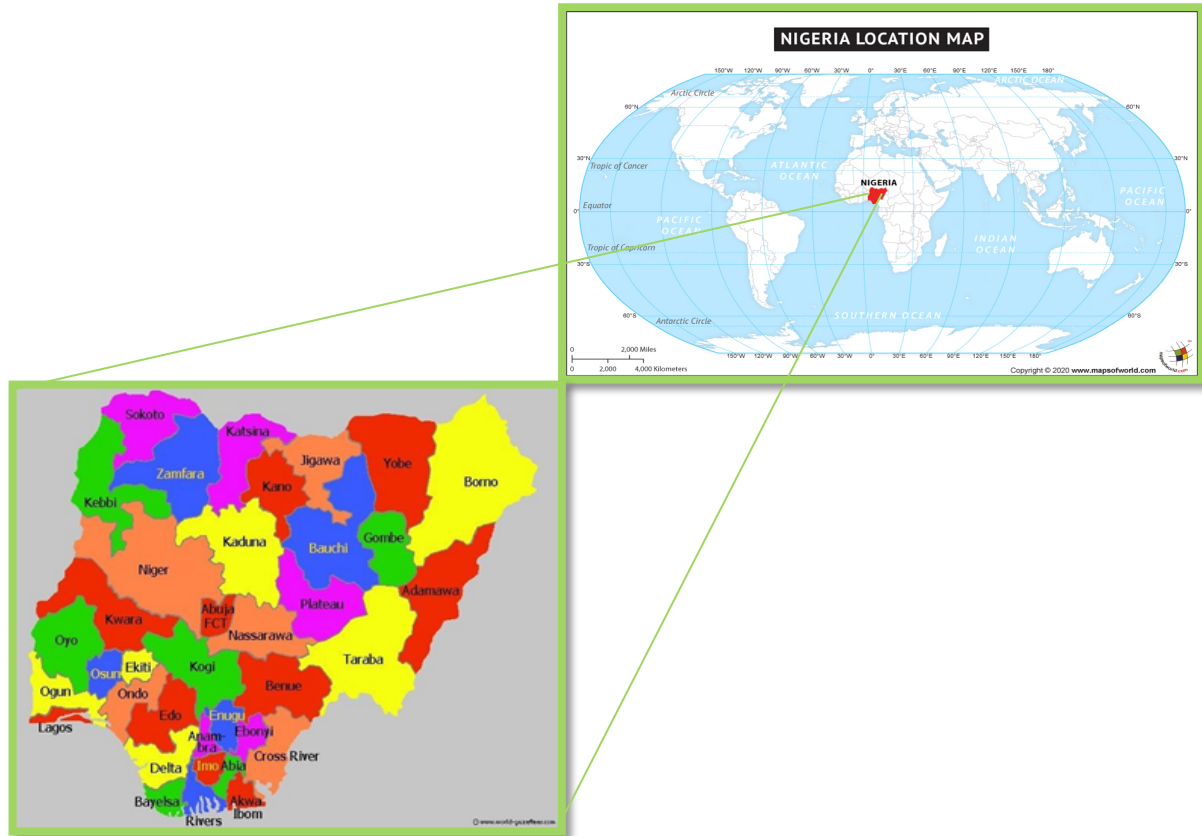 NIGERIA LOCATION MAP
150°W 120°W 90°W 60°W 30°W 0° 30°E 60°E 90°E 120°E 150°E 180°
ARCTIC OCEAN
Arctic Circle
60°N 60°N
30°N 30°N
Tropic of Cancer
ATLANTIC
OCEAN
NIGERIA
PACIFIC
OCEAN
Equator
0° 0°
PACIFIC
OCEAN
INDIAN
OCEAN
Tropic of Capricorn
30°S 30°S
SOUTHERN OCEAN
60°S 60°S
Antarctic Circle
0 2,000 Miles
0 2,000 4,000 Kilometers
150°W 120°W 90°W 60°W 30°W 0° 30°E 60°E 90°E 120°E 150°E 180°
mapsofworld.com
Copyright © 2020 www.mapsofworld.com
Sokoto
Katsina
Zamfara
Jigawa
Yobe
Kano
Borno
Kebbi
Kaduna
Gombe
Bauchi
Niger
Adamawa
Plateau
Abuja
FCT
Kwara
Nassarawa
Oyo
Taraba
Ekiti
Kogi
Osun
Benue
Ogun
Ondo
Edo
Enugu
Lagos
Anam-
bra
Ebonyi
Cross River
Delta
Imo
Abia
Bayelsa
Akwa
Ibom
Rivers
© www.world-gazetteer.com